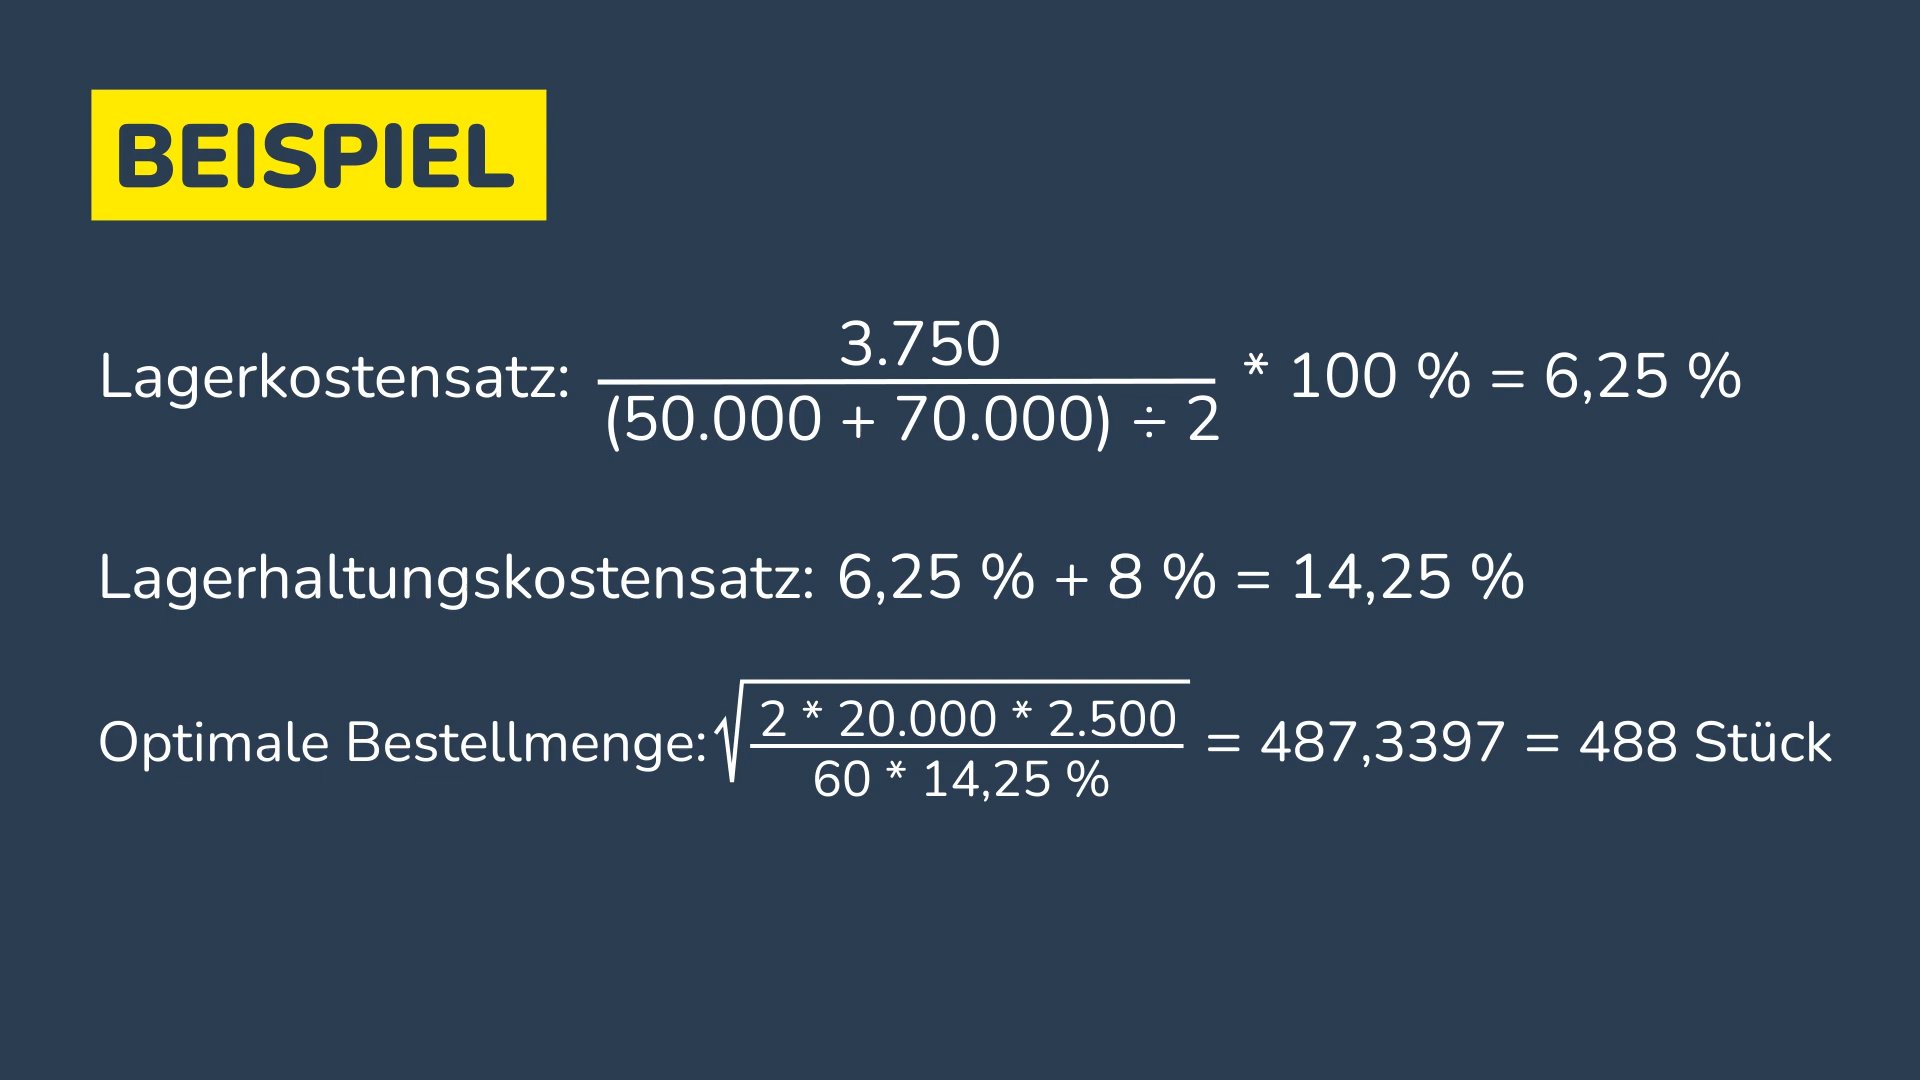 BEISPIEL
Lagerkostensatz: 3.750 / (50.000 + 70.000) ÷ 2 * 100 % = 6,25 %
Lagerhaltungskostensatz: 6,25 % + 8 % = 14,25 %
Optimale Bestellmenge: √ 2 * 20.000 * 2.500 / 60 * 14,25 % = 487,3397 = 488 Stück